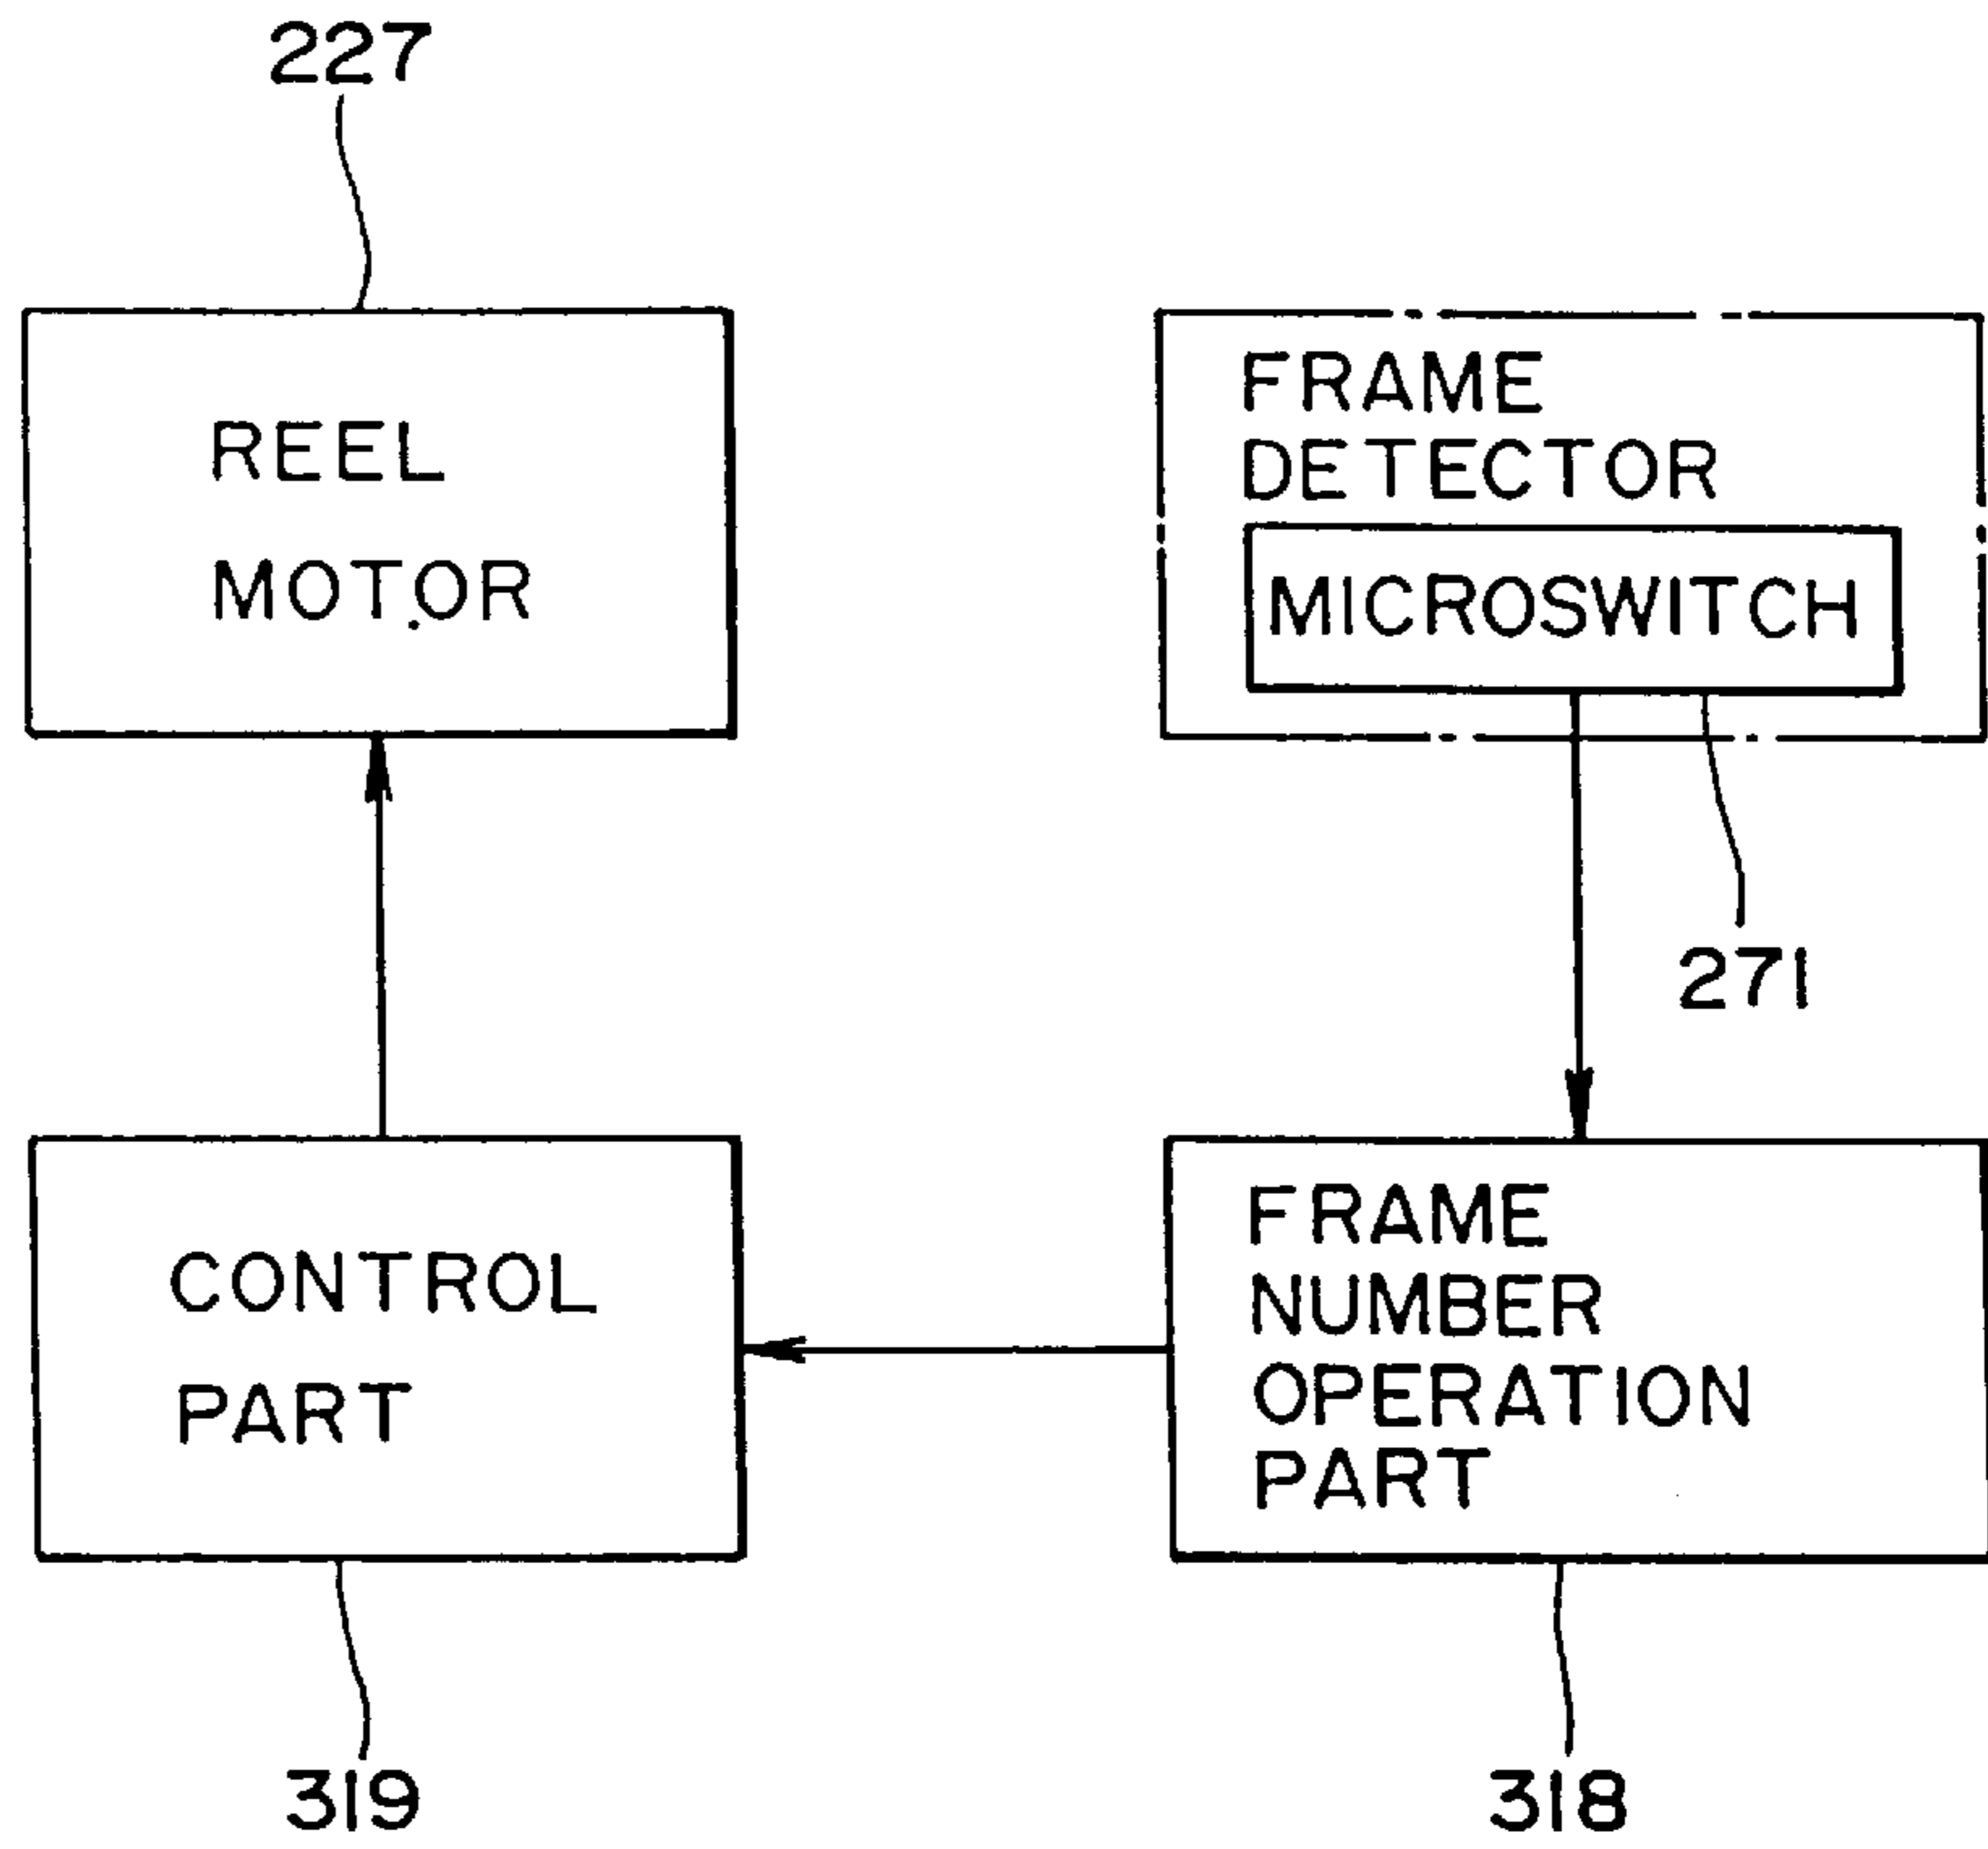 227
REEL
MOTOR
FRAME
DETECTOR
MICROSWITCH
271
CONTROL
PART
FRAME
NUMBER
OPERATION
PART
319
318